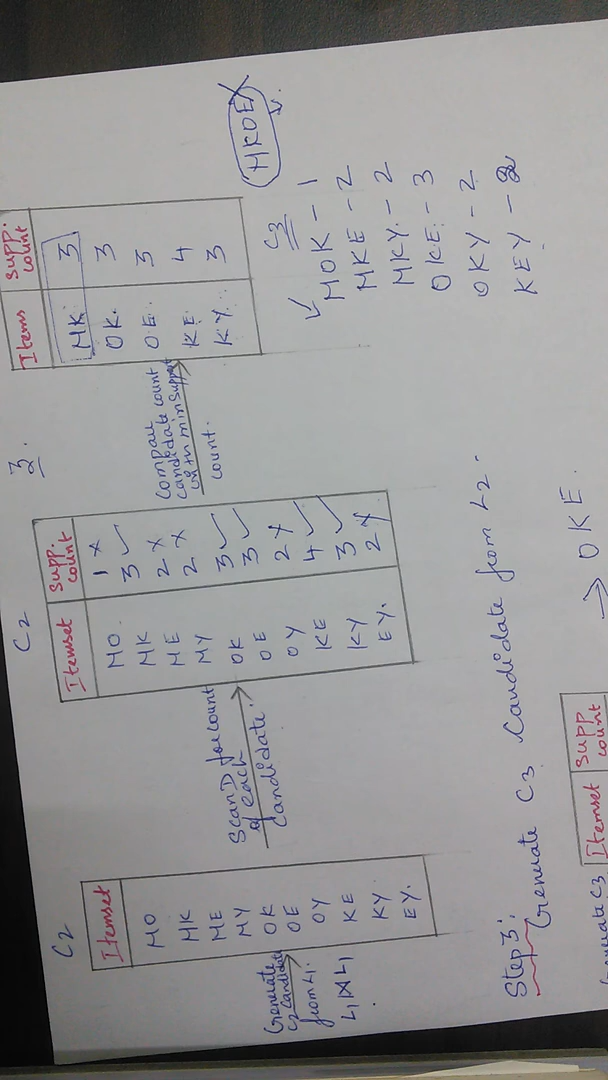 C2
Itemset
MO
MK
ME
MY
OK
OE
OY
KE
KY
EY.
Generate
C2 Candidate
from L1.
L1⋈L1
C2
Itemset Supp. count
MO 1 x
MK 3 ✓
ME 2 x
MY 2 x
OK 3 ✓
OE 3 ✓
OY 2 x
KE 4 ✓
KY 3 ✓
EY. 2 x
Scan D for count
of each
Candidate.
3.
Items Supp. count
MK. 3
OK. 3
OE. 3
KE. 4
KY. 3
Compare
candidate count
with min support
count.
MKOE X
C3
MOK - 1
MKE - 2
MKY. - 2
OKE. - 3
OKY - 2
KEY - 2
Step 3:
Generate C3 Candidate from L2.
→ OKE.
Generate C3
Itemset Supp. count